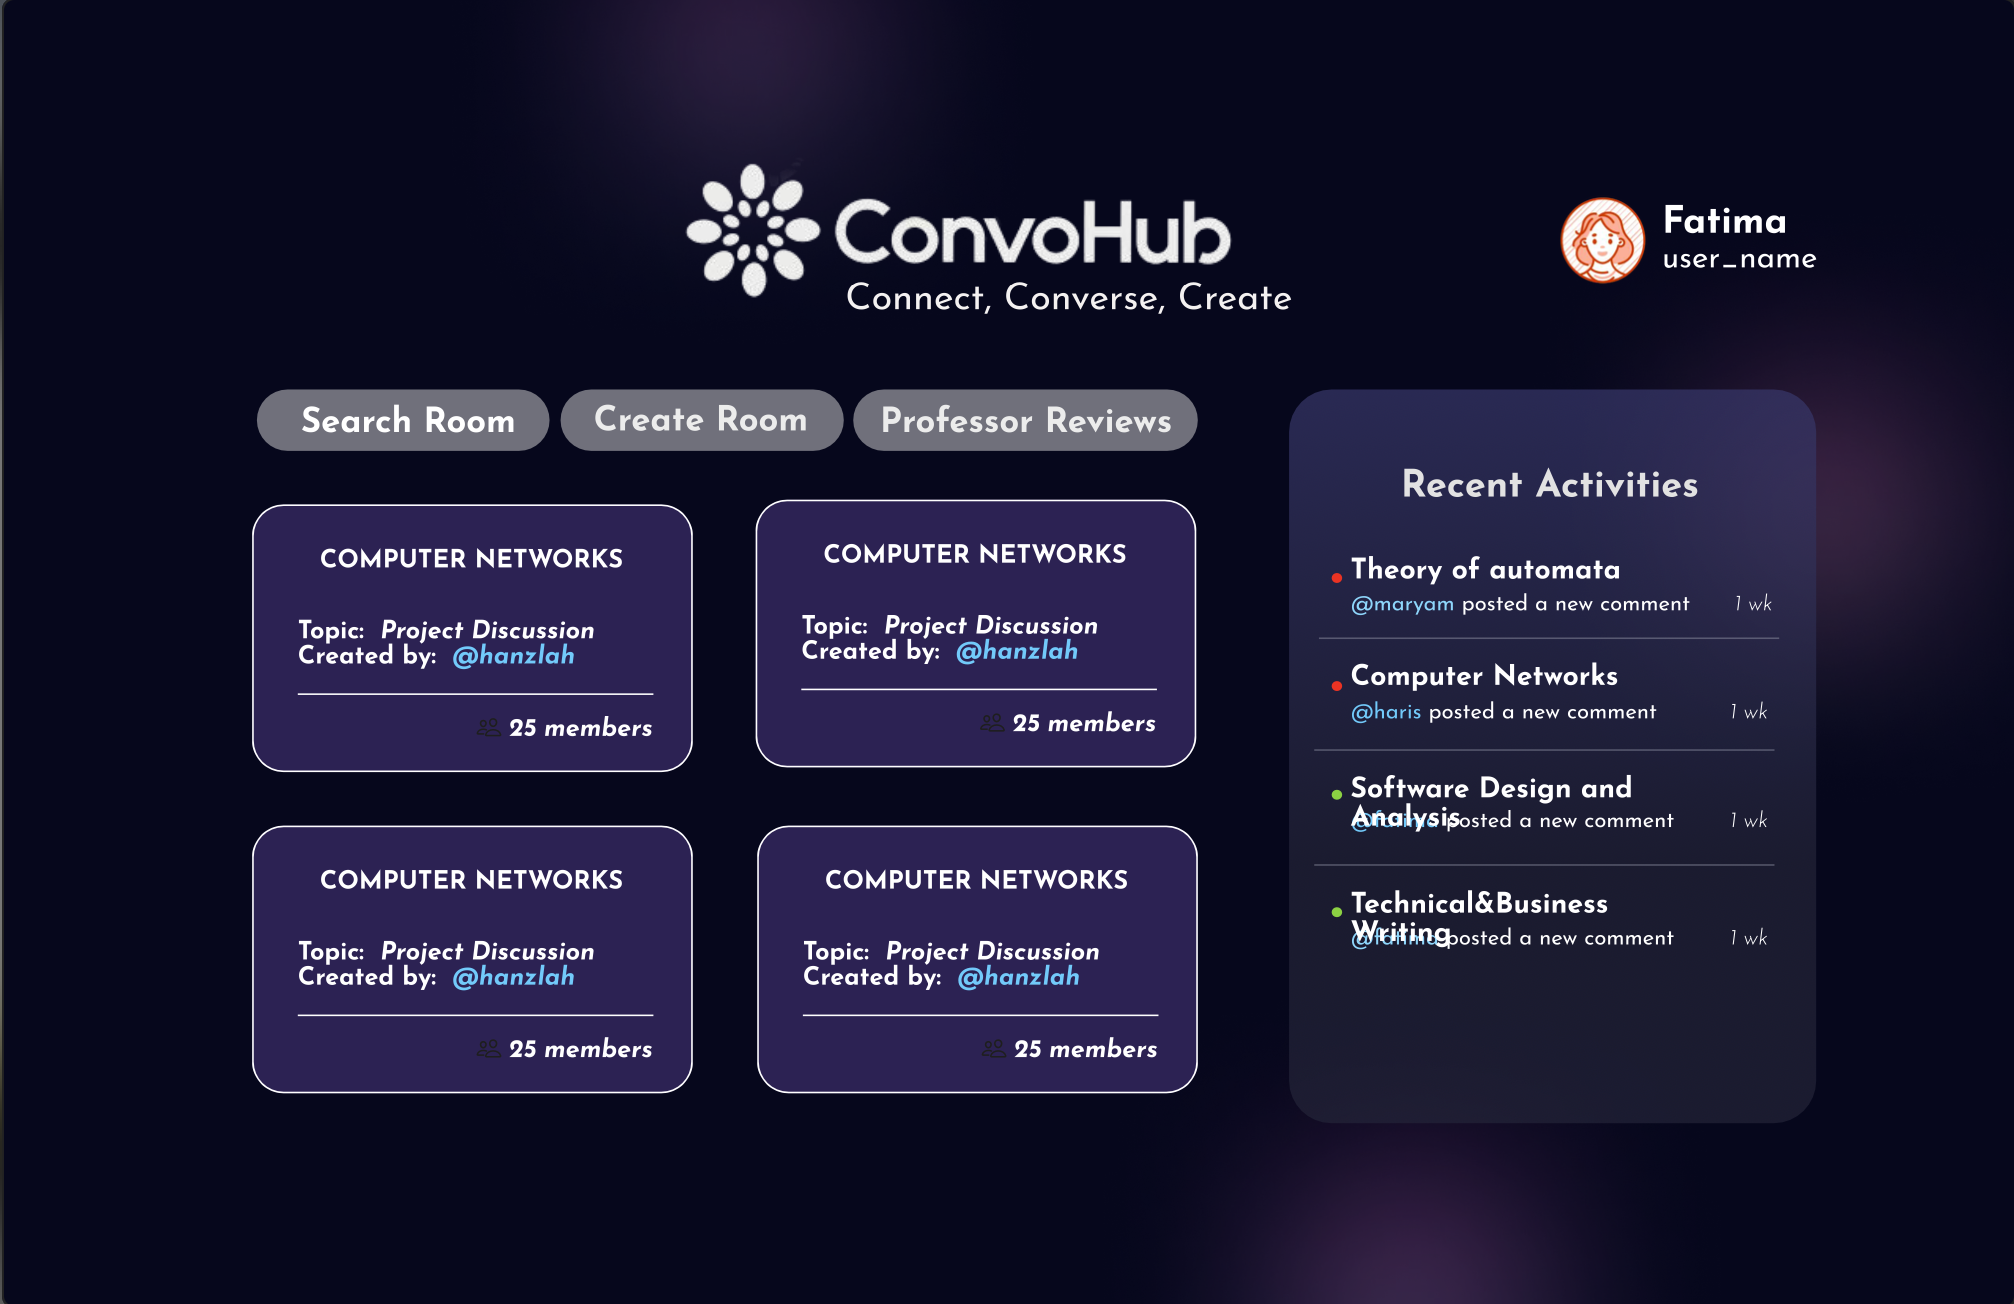 ConvoHub
Connect, Converse, Create
Fatima
user_name
Search Room
Create Room
Professor Reviews
COMPUTER NETWORKS
Topic: Project Discussion
Created by: @hanzlah
25 members
COMPUTER NETWORKS
Topic: Project Discussion
Created by: @hanzlah
25 members
COMPUTER NETWORKS
Topic: Project Discussion
Created by: @hanzlah
25 members
COMPUTER NETWORKS
Topic: Project Discussion
Created by: @hanzlah
25 members
Recent Activities
Theory of automata
@maryam posted a new comment 1 wk
Computer Networks
@haris posted a new comment 1 wk
Software Design and
Analysis
@fatima posted a new comment 1 wk
Technical&Business
Writing
@fatima posted a new comment 1 wk